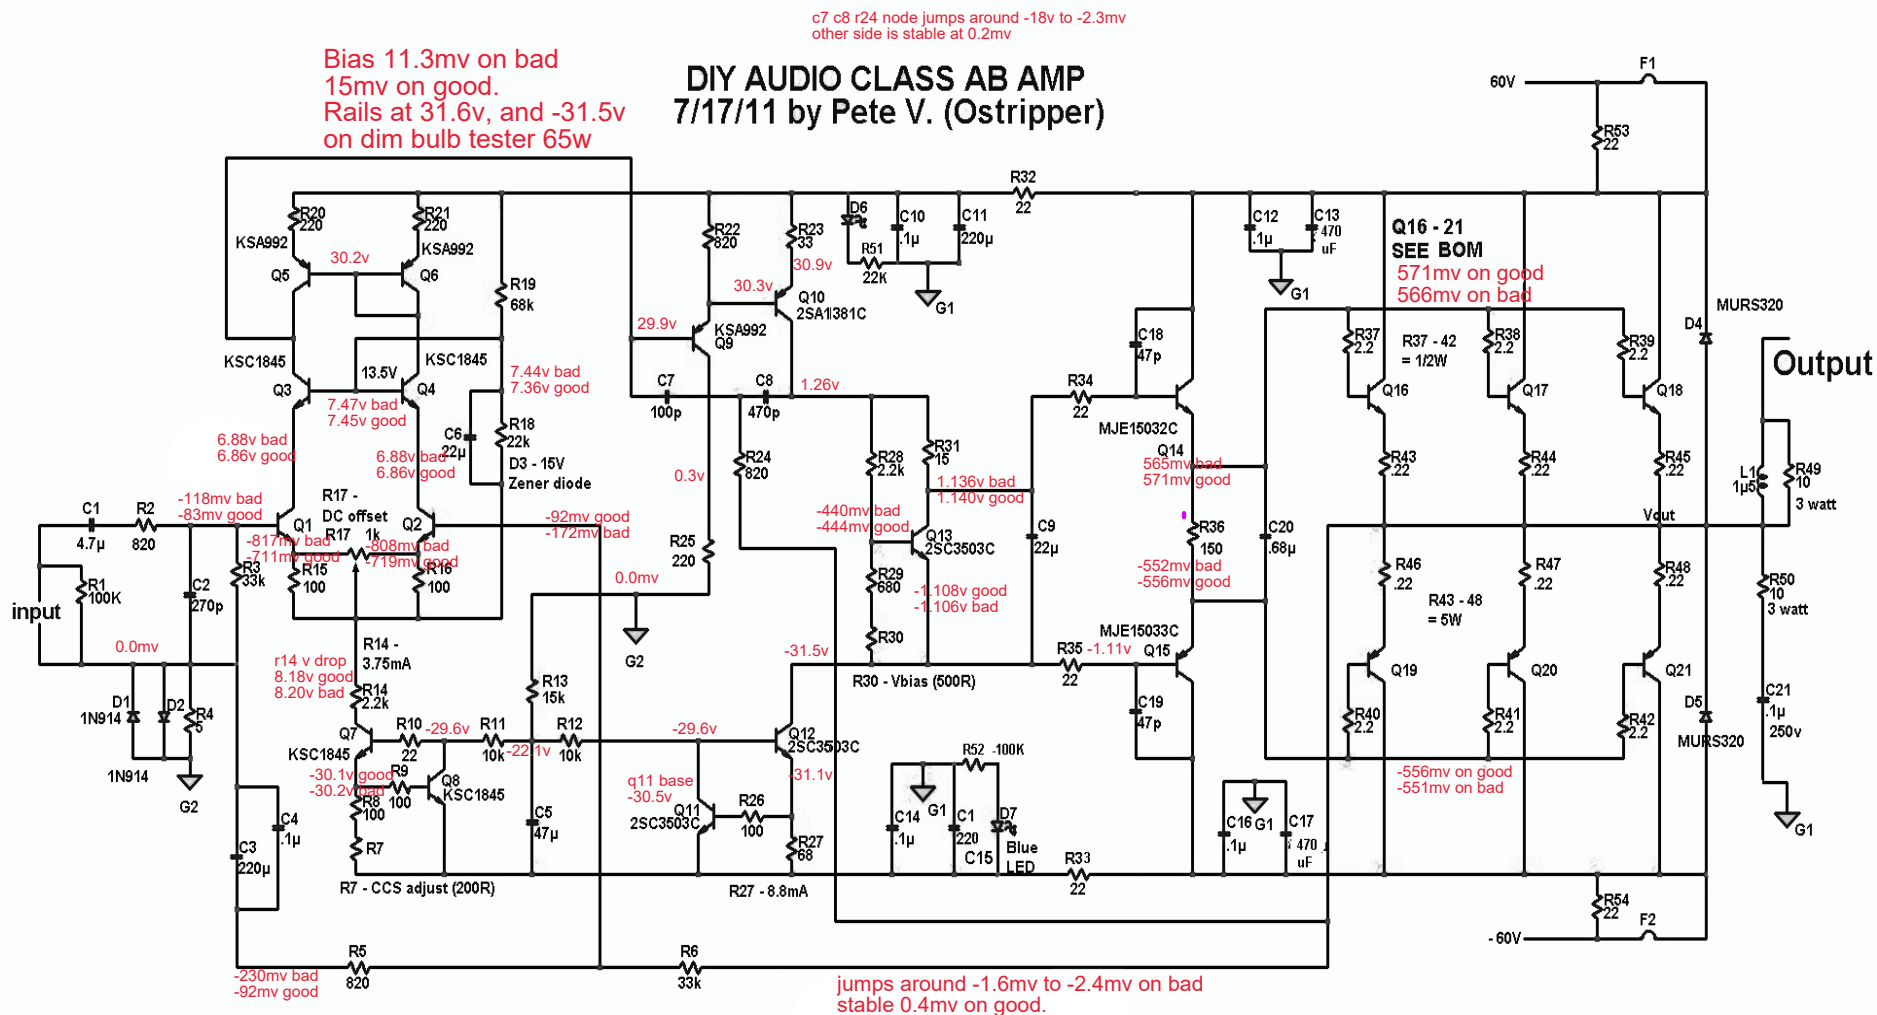 c7 c8 r24 node jumps around -18v to -2.3mv
other side is stable at 0.2mv
Bias 11.3mv on bad
15mv on good.
Rails at 31.6v, and -31.5v
on dim bulb tester 65w
DIY AUDIO CLASS AB AMP
7/17/11 by Pete V. (Ostripper)
60V
F1
R53
22
R32
22
R20
220
R21
220
KSA992
KSA992
Q5
Q6
30.2v
R19
68k
R22
820
R23
33
30.9v
30.3v
Q10
2SA1381C
29.9v
KSA992
Q9
D6
R51
22K
C10
.1µ
C11
220µ
G1
C12
.1µ
C13
470
uF
G1
Q16 - 21
SEE BOM
571mv on good
566mv on bad
MURS320
D4
Output
KSC1845
KSC1845
Q3
Q4
13.5V
7.47v bad
7.45v good
7.44v bad
7.36v good
6.88v bad
6.86v good
6.88v bad
6.86v good
C6
22µ
R18
22k
D3 - 15V
Zener diode
C7
100p
C8
470p
1.26v
R24
820
0.3v
R25
220
R28
2.2k
R31
15
1.136v bad
1.140v good
-440mv bad
-444mv good
Q13
2SC3503C
C9
22µ
R29
680
-1.108v good
-1.106v bad
R30
R30 - Vbias (500R)
C18
47p
R34
22
MJE15032C
Q14
565mv bad
571mv good
R36
150
-552mv bad
-556mv good
C20
.68µ
MJE15033C
Q15
R35
22
-1.11v
C19
47p
R37
2.2
R38
2.2
R39
2.2
R37 - 42
= 1/2W
Q16
Q17
Q18
R43
.22
R44
.22
R45
.22
L1
1µ5
R49
10
3 watt
Vout
R46
.22
R47
.22
R48
.22
R43 - 48
= 5W
R50
10
3 watt
Q19
Q20
Q21
R40
2.2
R41
2.2
R42
2.2
D5
MURS320
C21
.1µ
250v
G1
-556mv on good
-551mv on bad
C1
4.7µ
R2
820
-118mv bad
-83mv good
Q1
Q2
R17 -
DC offset
R17
1k
-817mv bad
-711mv good
-808mv bad
-719mv good
-92mv good
-172mv bad
R15
100
R16
100
input
R1
100K
C2
270p
R3
33k
0.0mv
D1
1N914
D2
R4
5
1N914
G2
0.0mv
G2
R14 -
3.75mA
r14 v drop
8.18v good
8.20v bad
R14
2.2k
Q7
KSC1845
R10
22
-29.6v
R11
10k
-22.1v
R12
10k
R13
15k
-29.6v
-31.5v
Q12
2SC3503C
-31.1v
-30.1v good
-30.2v bad
R9
100
Q8
KSC1845
R8
100
R7
C5
47µ
q11 base
-30.5v
Q11
2SC3503C
R26
100
R27
68
R7 - CCS adjust (200R)
R27 - 8.8mA
C14
.1µ
G1
C1
220
C15
R52 -100K
D7
Blue
LED
R33
22
C16
.1µ
G1
C17
470
uF
R54
22
F2
- 60V
C3
220µ
C4
.1µ
-230mv bad
-92mv good
R5
820
R6
33k
jumps around -1.6mv to -2.4mv on bad
stable 0.4mv on good.